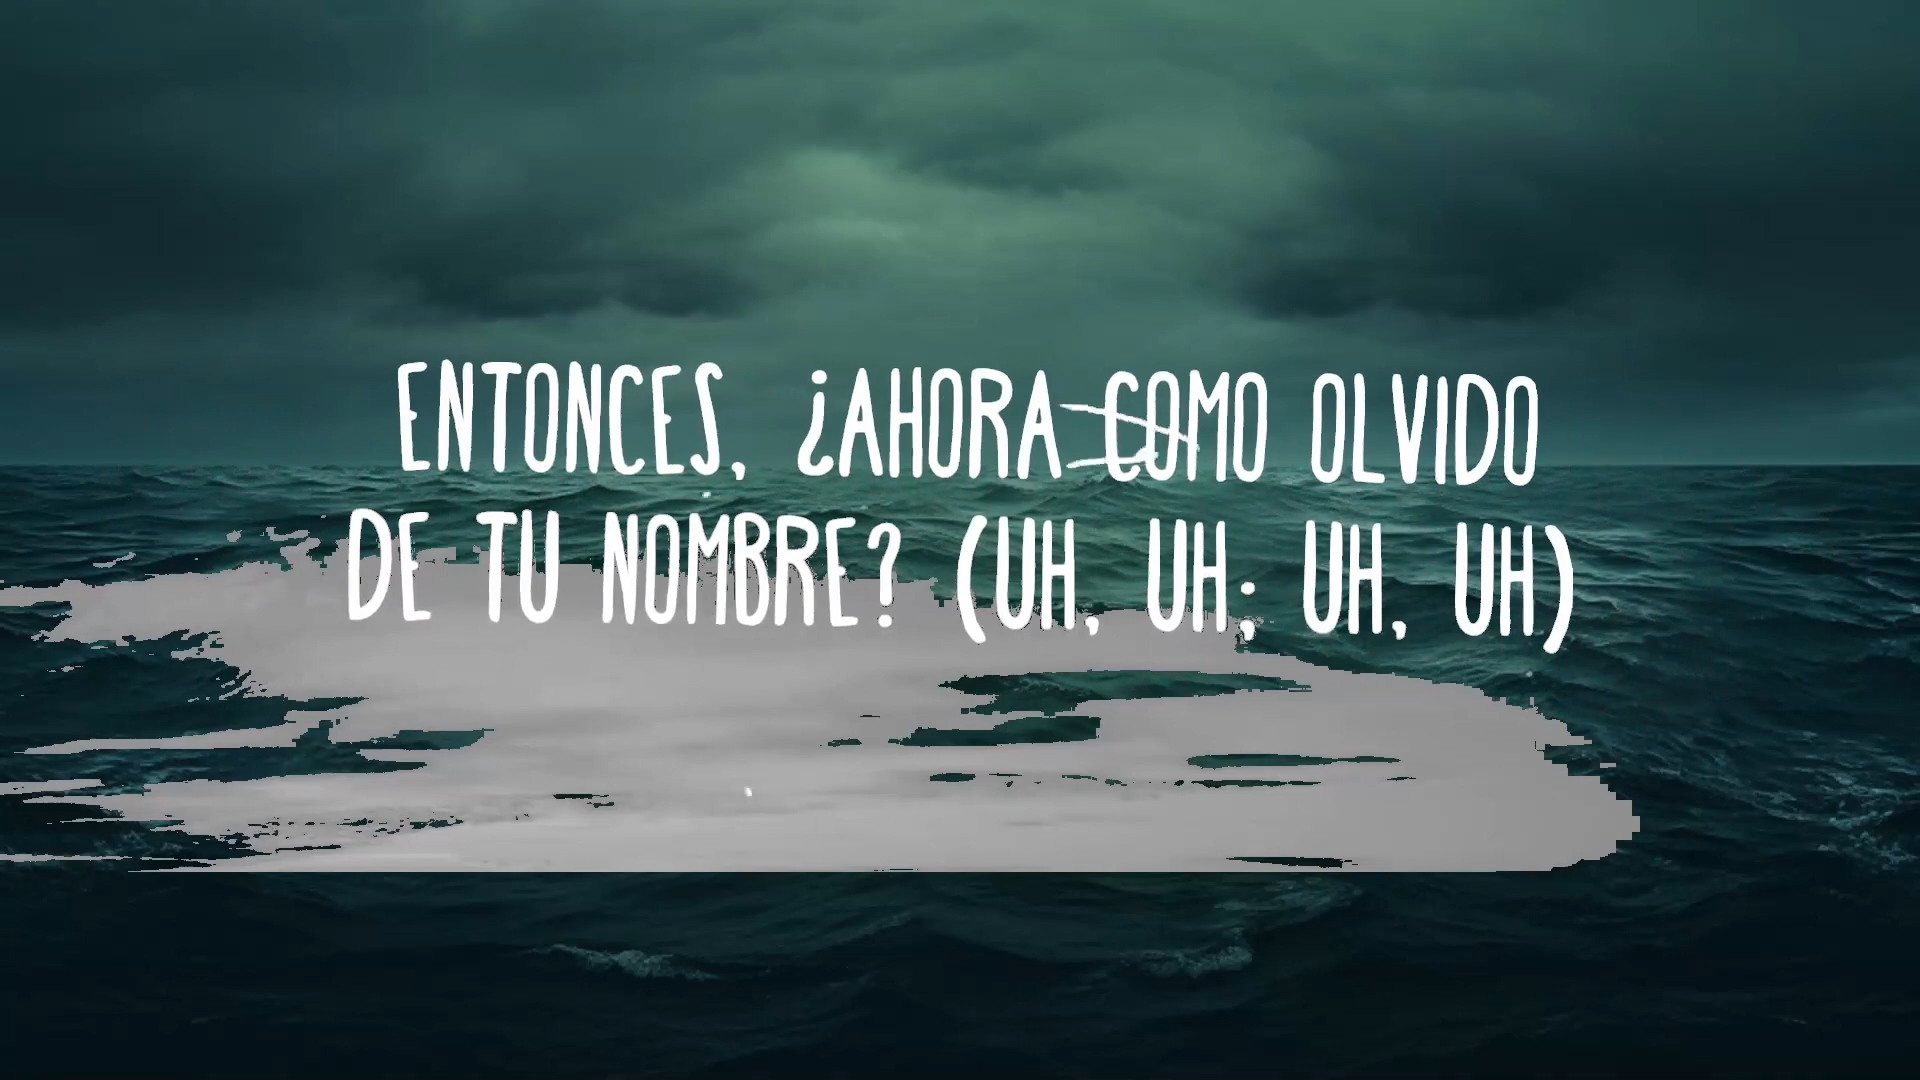 ENTONCES, ¿AHORA COMO OLVIDO
DE TU NOMBRE? (UH, UH; UH, UH)